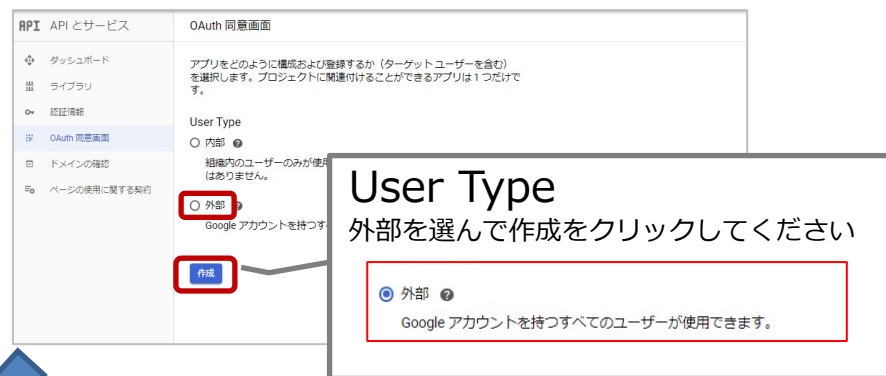 API APIとサービス
OAuth 同意画面
ダッシュボード
ライブラリ
認証情報
OAuth 同意画面
ドメインの確認
ページの使用に関する契約
アプリをどのように構成および登録するか（ターゲット ユーザーを含む）
を選択します。プロジェクトに関連付けることができるアプリは 1 つだけで
す。
User Type
内部
組織内のユーザーのみが使用
はありません。
外部
Google アカウントを持つす
作成
User Type
外部を選んで作成をクリックしてください
外部
Google アカウントを持つすべてのユーザーが使用できます。